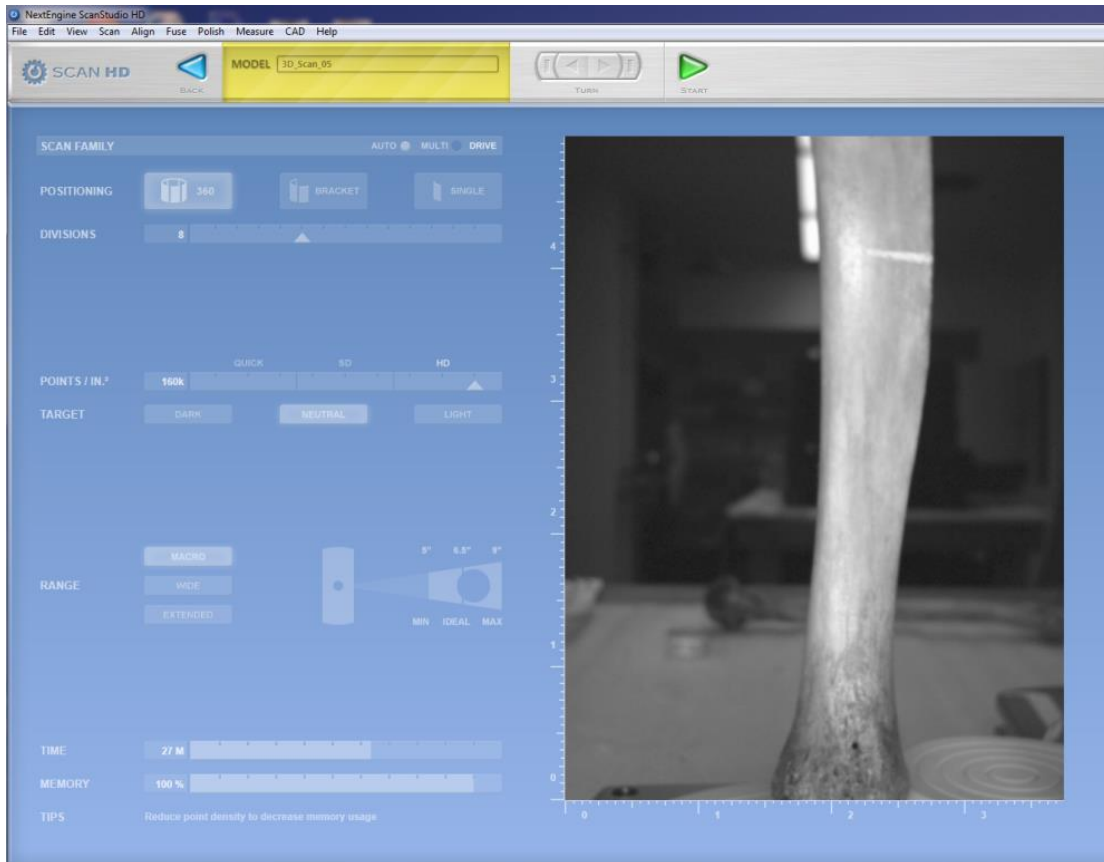 NextEngine ScanStudio HD
File Edit View Scan Align Fuse Polish Measure CAD Help
SCAN HD
BACK
MODEL 3D_Scan_05
TURN
START
SCAN FAMILY AUTO MULTI DRIVE
POSITIONING 360 BRACKET SINGLE
DIVISIONS 8
QUICK SD HD
POINTS / IN.² 160k
TARGET DARK NEUTRAL LIGHT
RANGE
MACRO
WIDE
EXTENDED
5" 6.5" 9"
MIN IDEAL MAX
TIME 27 M
MEMORY 100 %
TIPS Reduce point density to decrease memory usage
4
3
2
1
0
0 1 2 3